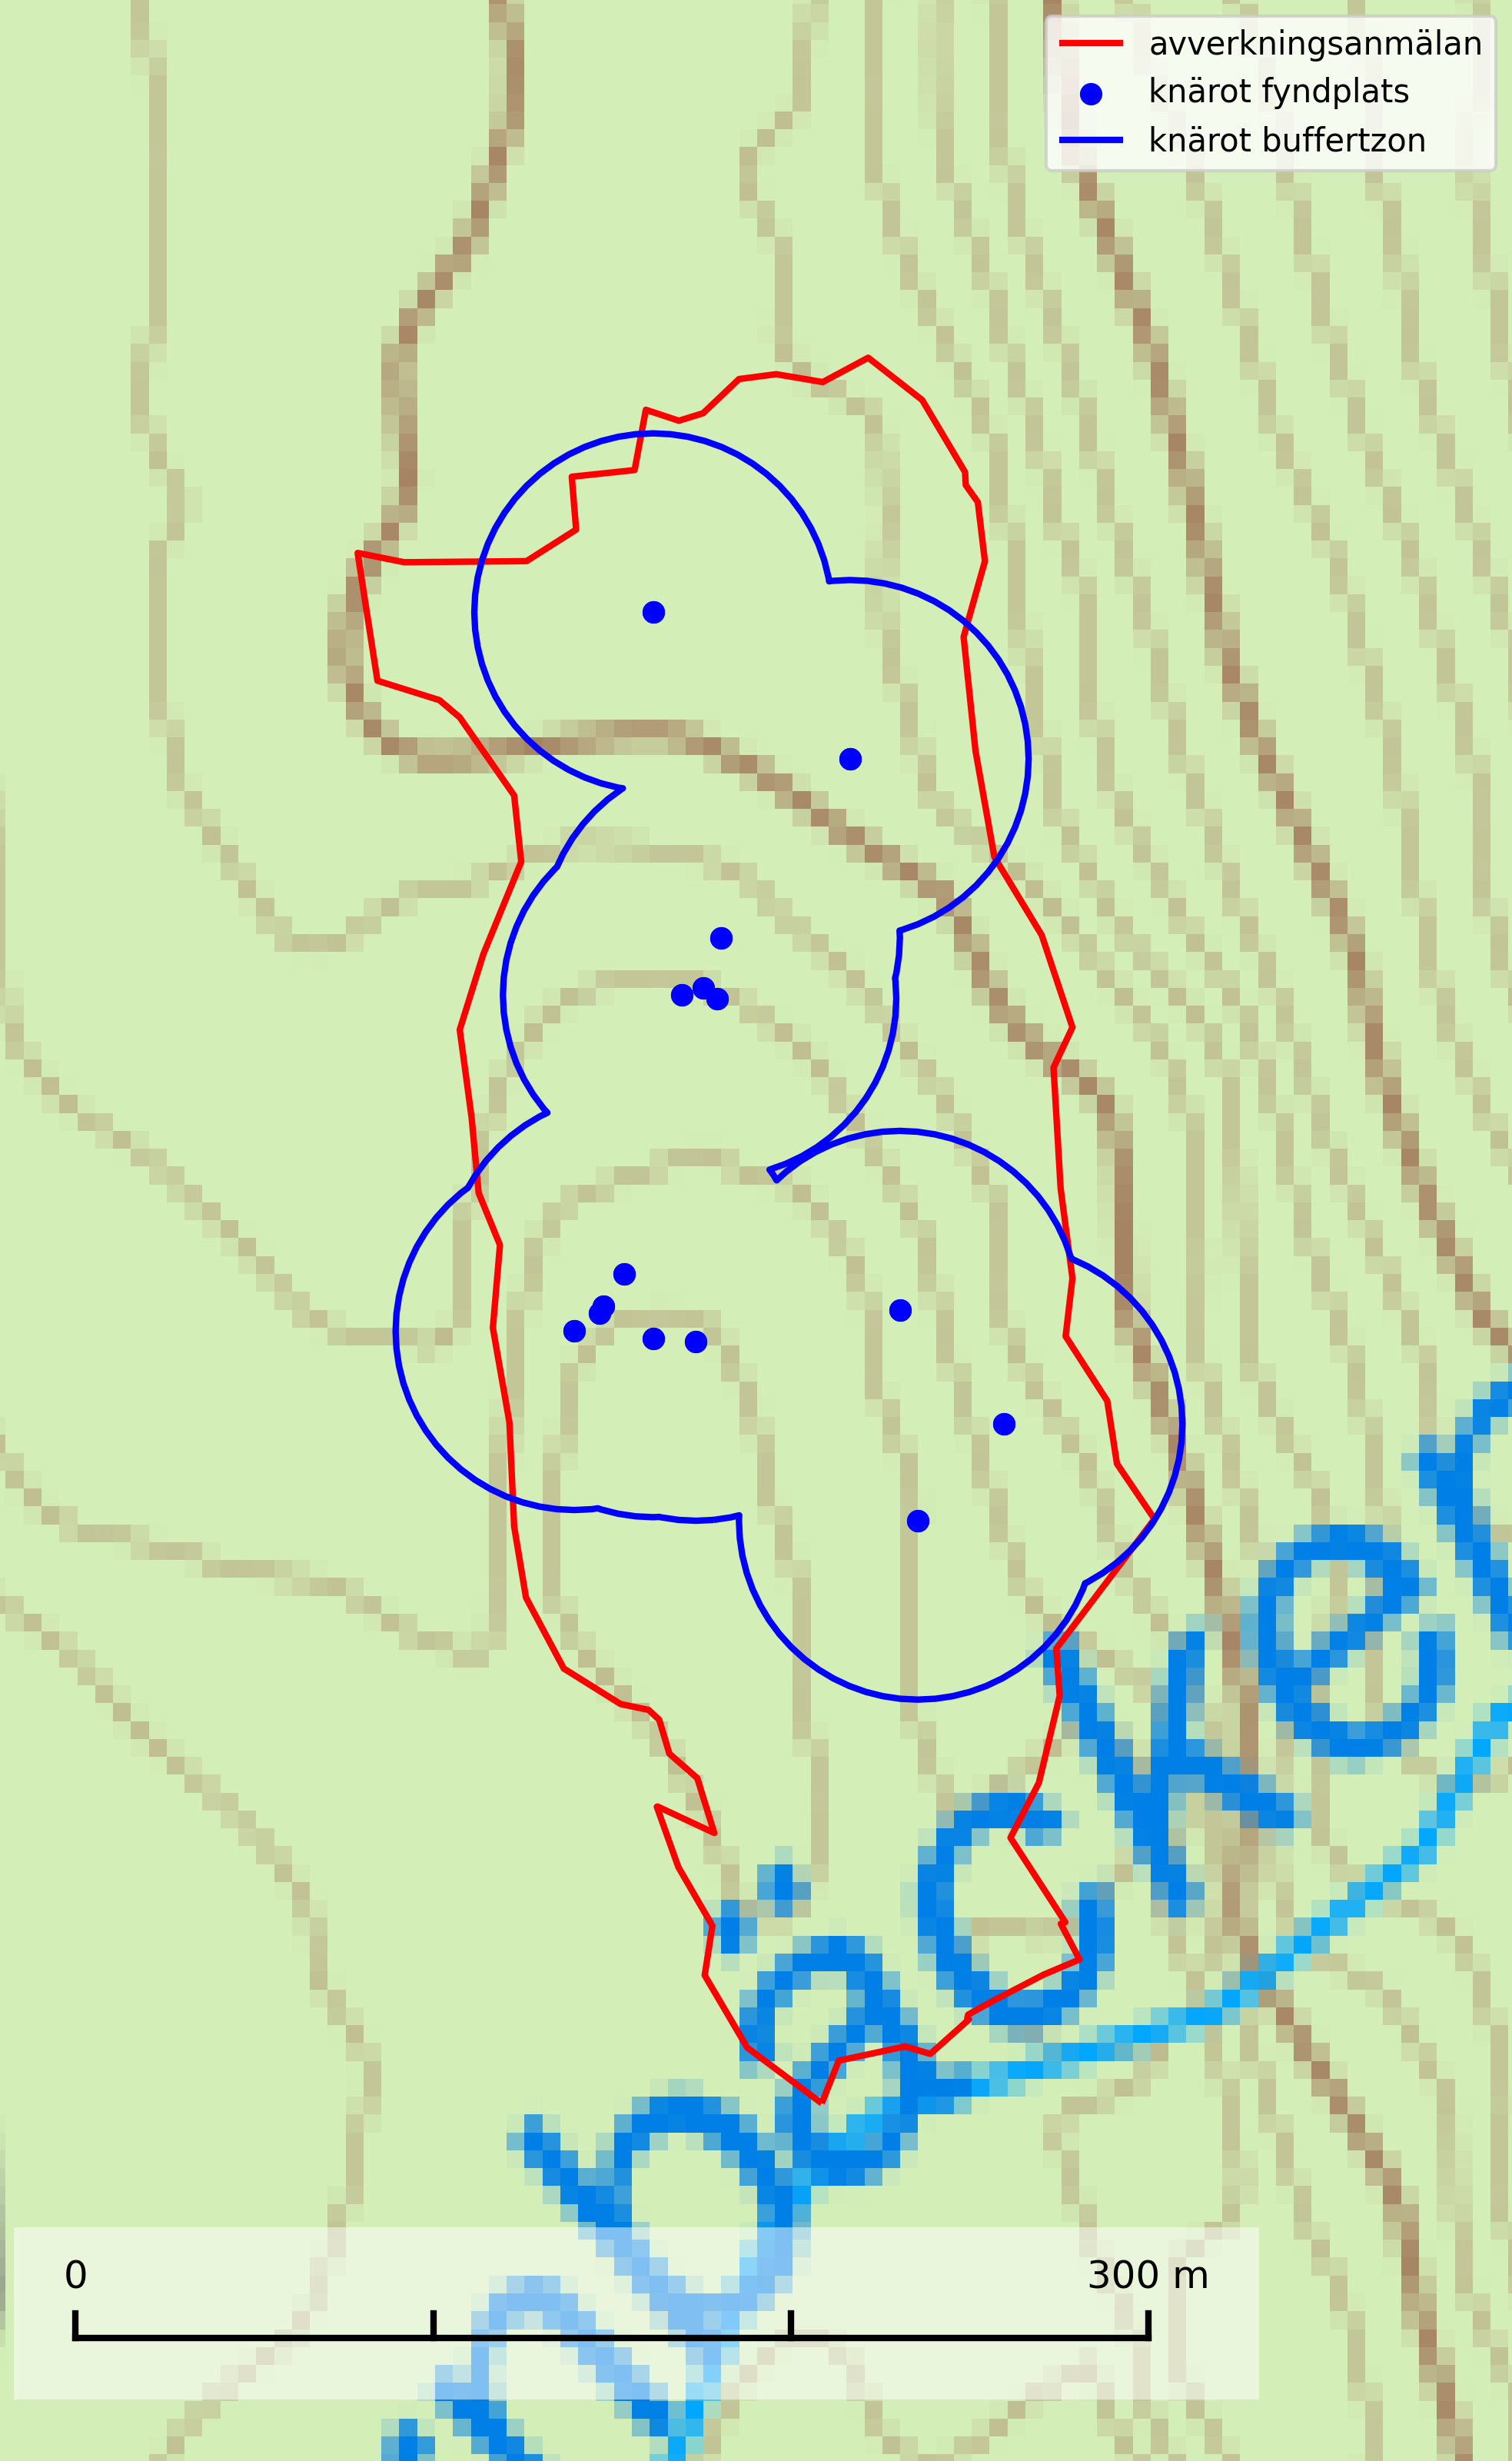 avverkningsanmälan
knärot fyndplats
knärot buffertzon
0 300 m